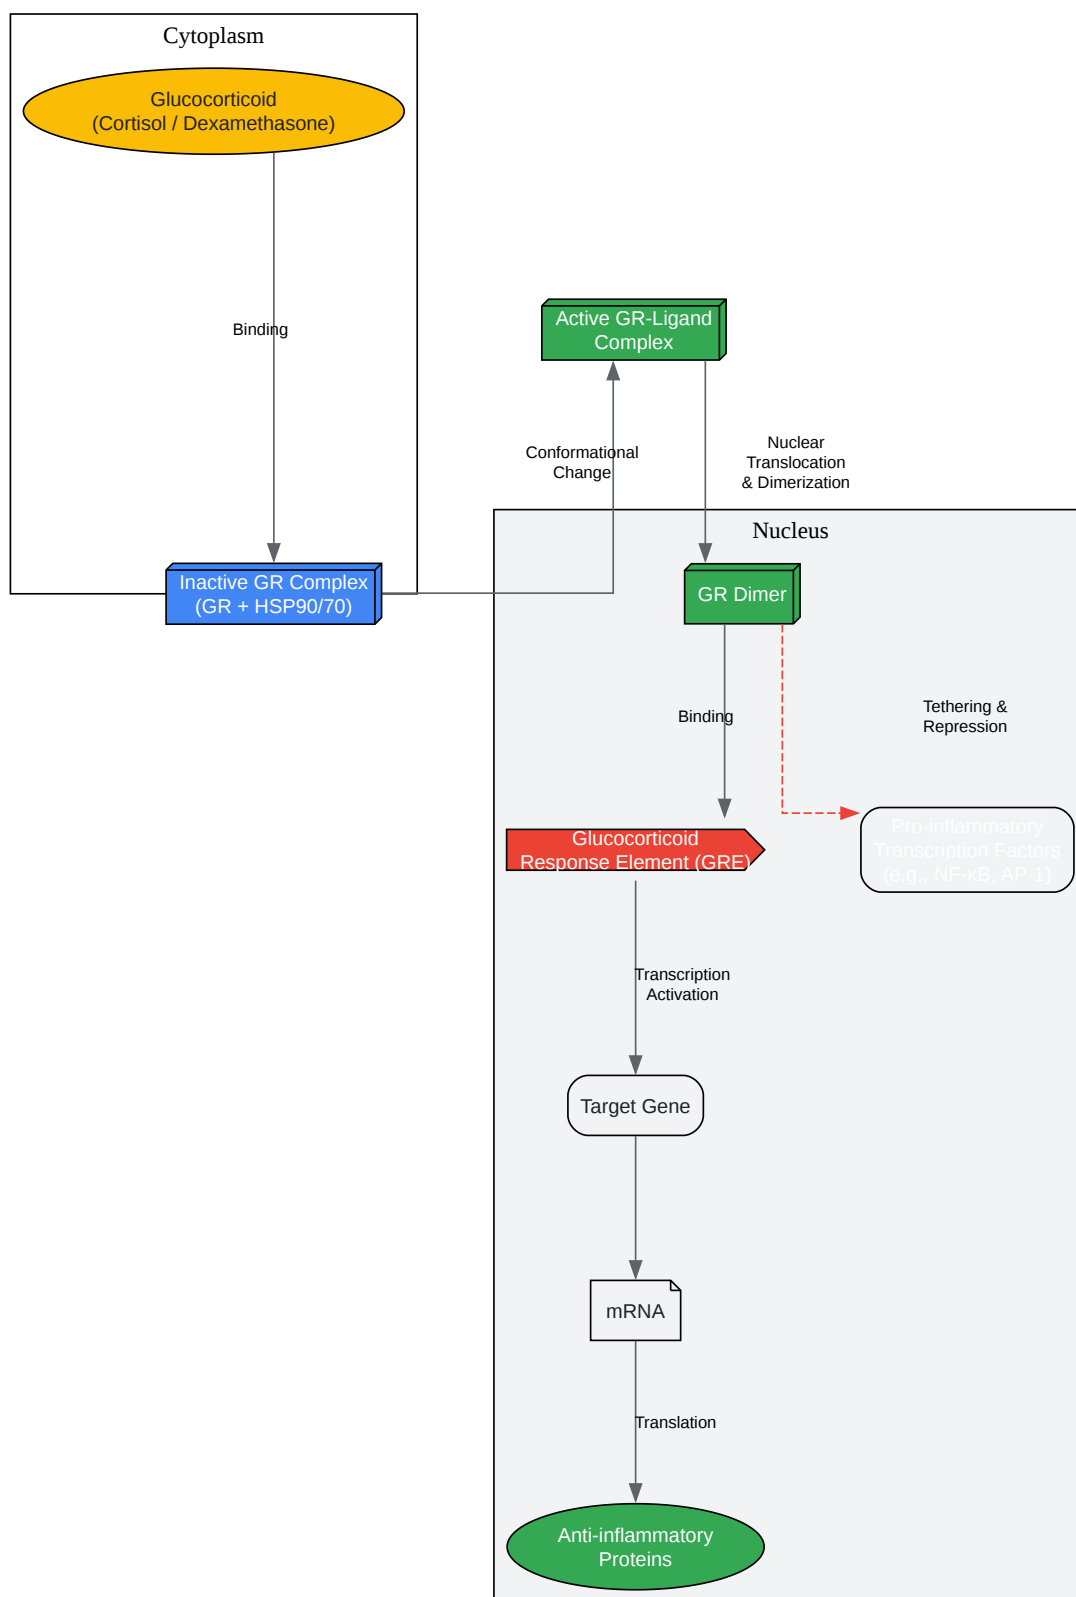 Cytoplasm
Glucocorticoid
(Cortisol / Dexamethasone)
Binding
Active GR-Ligand
Complex
Conformational
Change
Nuclear
Translocation
& Dimerization
Nucleus
Inactive GR Complex
(GR + HSP90/70)
GR Dimer
Binding
Tethering &
Repression
Glucocorticoid
Response Element (GRE)
Pro-inflammatory
Transcription Factors
(e.g., NF-κB, AP-1)
Transcription
Activation
Target Gene
mRNA
Translation
Anti-inflammatory
Proteins